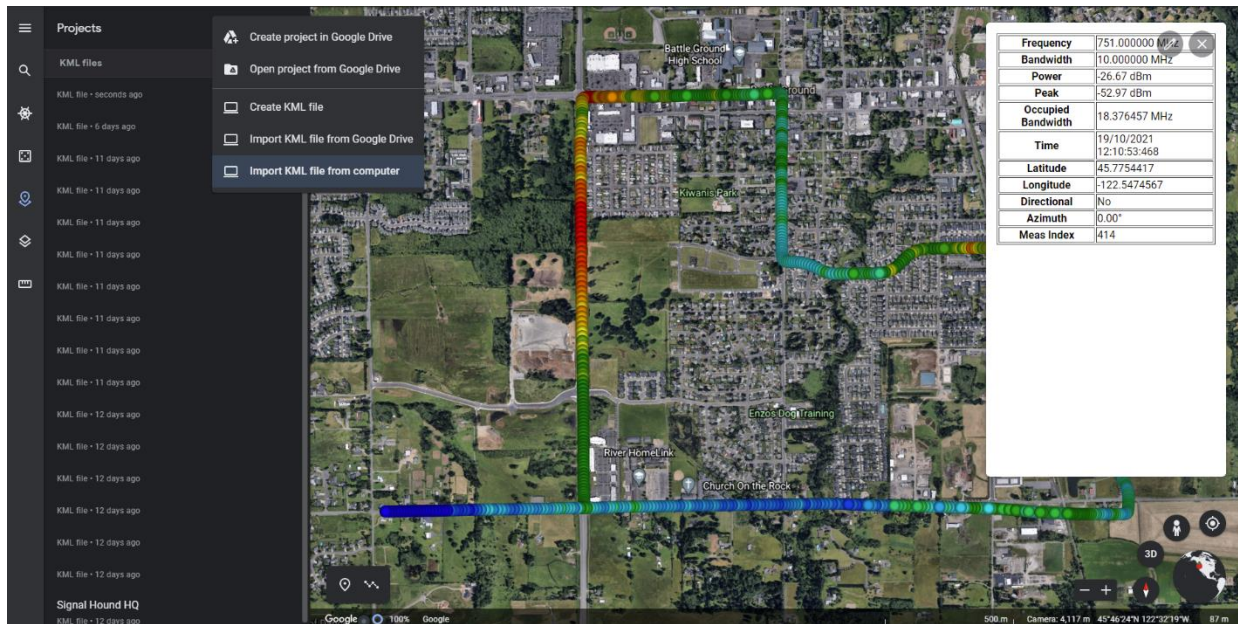 Projects
KML files
KML file • seconds ago
KML file • 6 days ago
KML file • 11 days ago
KML file • 11 days ago
KML file • 11 days ago
KML file • 11 days ago
KML file • 11 days ago
KML file • 11 days ago
KML file • 11 days ago
KML file • 11 days ago
KML file • 12 days ago
KML file • 12 days ago
KML file • 12 days ago
KML file • 12 days ago
KML file • 12 days ago
KML file • 12 days ago
Signal Hound HQ
KML file • 12 days ago
Create project in Google Drive
Open project from Google Drive
Create KML file
Import KML file from Google Drive
Import KML file from computer
Battle Ground
High School
Kiwanis Park
Enzo's Dog Training
River HomeLink
Church On the Rock
Frequency 751.000000 MHz
Bandwidth 10.000000 MHz
Power -26.67 dBm
Peak -52.97 dBm
Occupied
Bandwidth 18.376457 MHz
Time 19/10/2021
12:10:53:468
Latitude 45.7754417
Longitude -122.5474567
Directional No
Azimuth 0.00°
Meas Index 414
3D
Google 100% Google
500 m Camera: 4,117 m 45°46'24"N 122°32'19"W 87 m